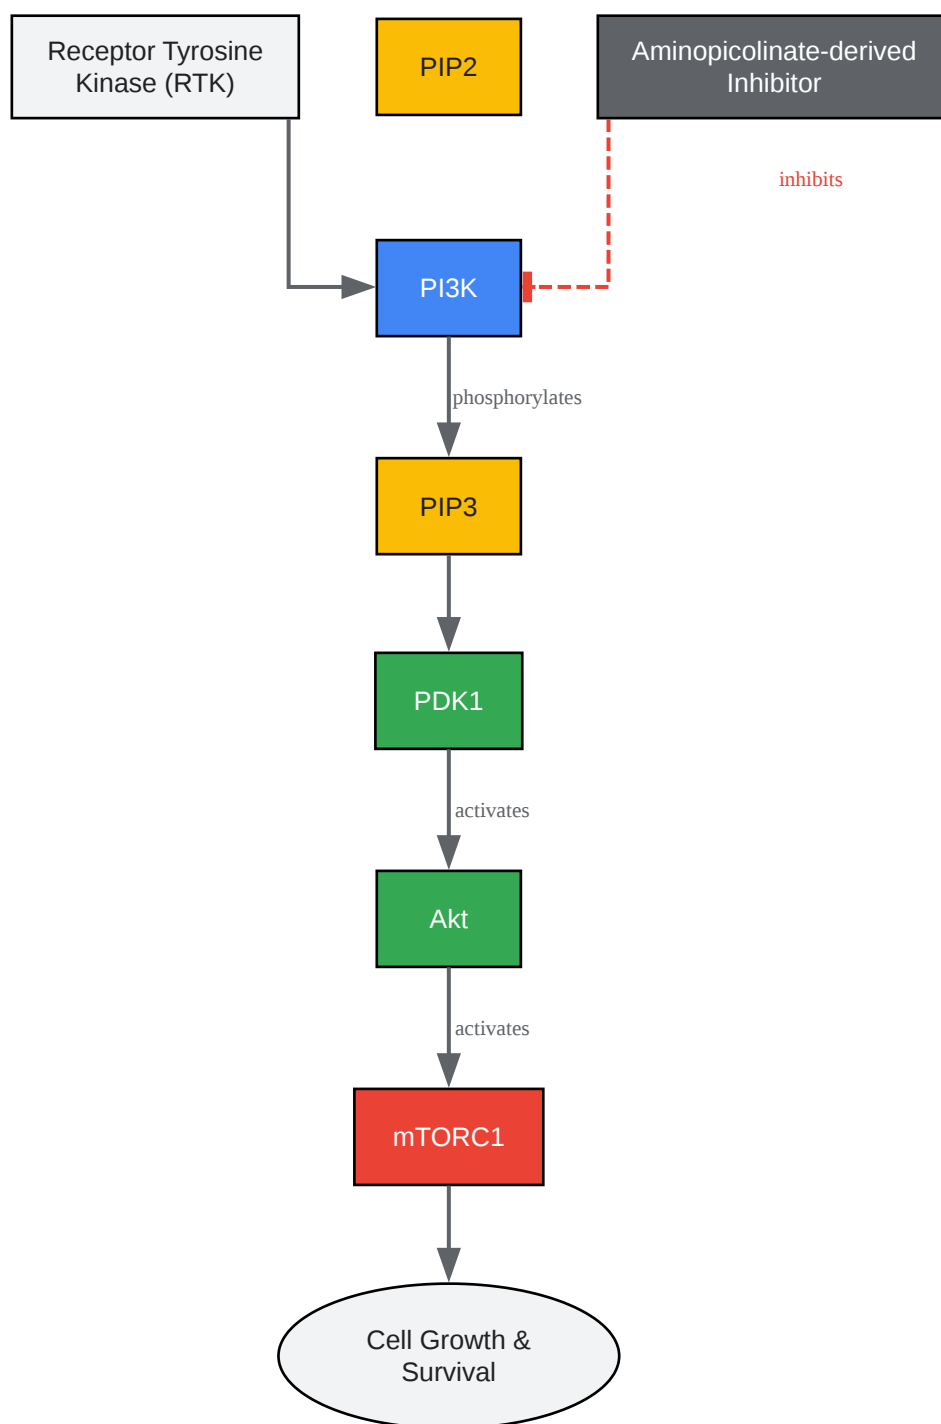 Receptor Tyrosine
Kinase (RTK)
PIP2
Aminopicolinate-derived
Inhibitor
inhibits
PI3K
phosphorylates
PIP3
PDK1
activates
Akt
activates
mTORC1
Cell Growth &
Survival